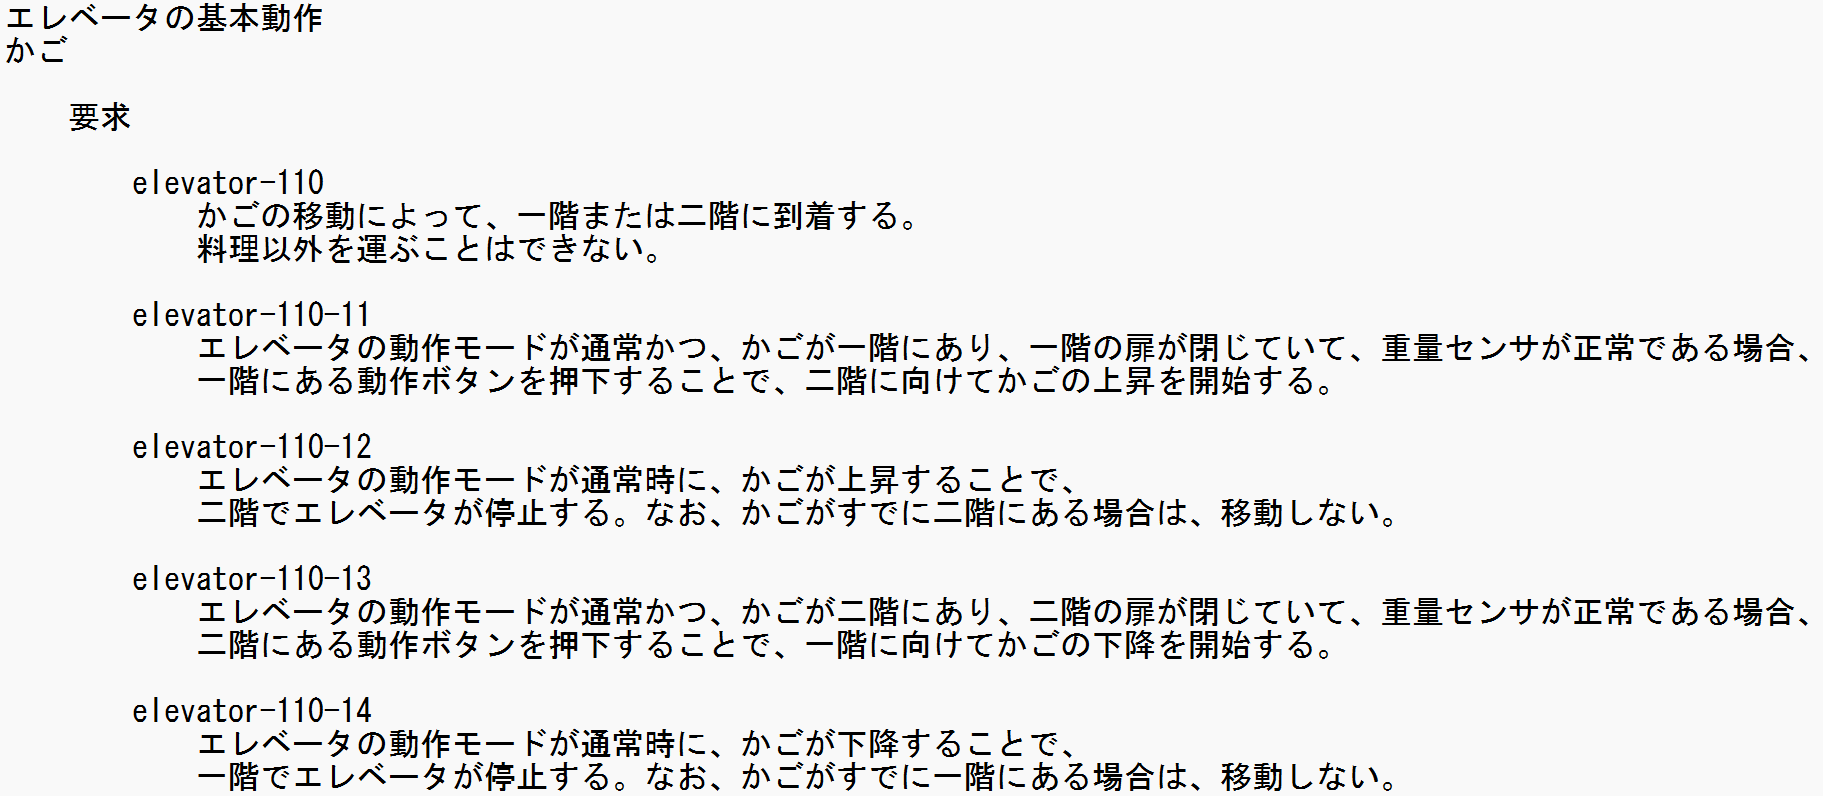 エレベータの基本動作
かご
要求
elevator-110
かごの移動によって、一階または二階に到着する。
料理以外を運ぶことはできない。
elevator-110-11
エレベータの動作モードが通常かつ、かごが一階にあり、一階の扉が閉じていて、重量センサが正常である場合、
一階にある動作ボタンを押下することで、二階に向けてかごの上昇を開始する。
elevator-110-12
エレベータの動作モードが通常時に、かごが上昇することで、
二階でエレベータが停止する。なお、かごがすでに二階にある場合は、移動しない。
elevator-110-13
エレベータの動作モードが通常かつ、かごが二階にあり、二階の扉が閉じていて、重量センサが正常である場合、
二階にある動作ボタンを押下することで、一階に向けてかごの下降を開始する。
elevator-110-14
エレベータの動作モードが通常時に、かごが下降することで、
一階でエレベータが停止する。なお、かごがすでに一階にある場合は、移動しない。